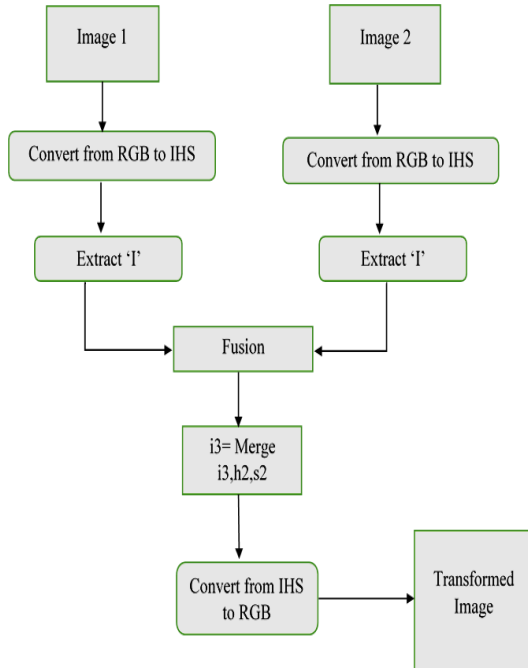 Image 1
Image 2
Convert from RGB to IHS
Convert from RGB to IHS
Extract ‘I’
Extract ‘I’
Fusion
i3= Merge
i3,h2,s2
Convert from IHS
to RGB
Transformed
Image